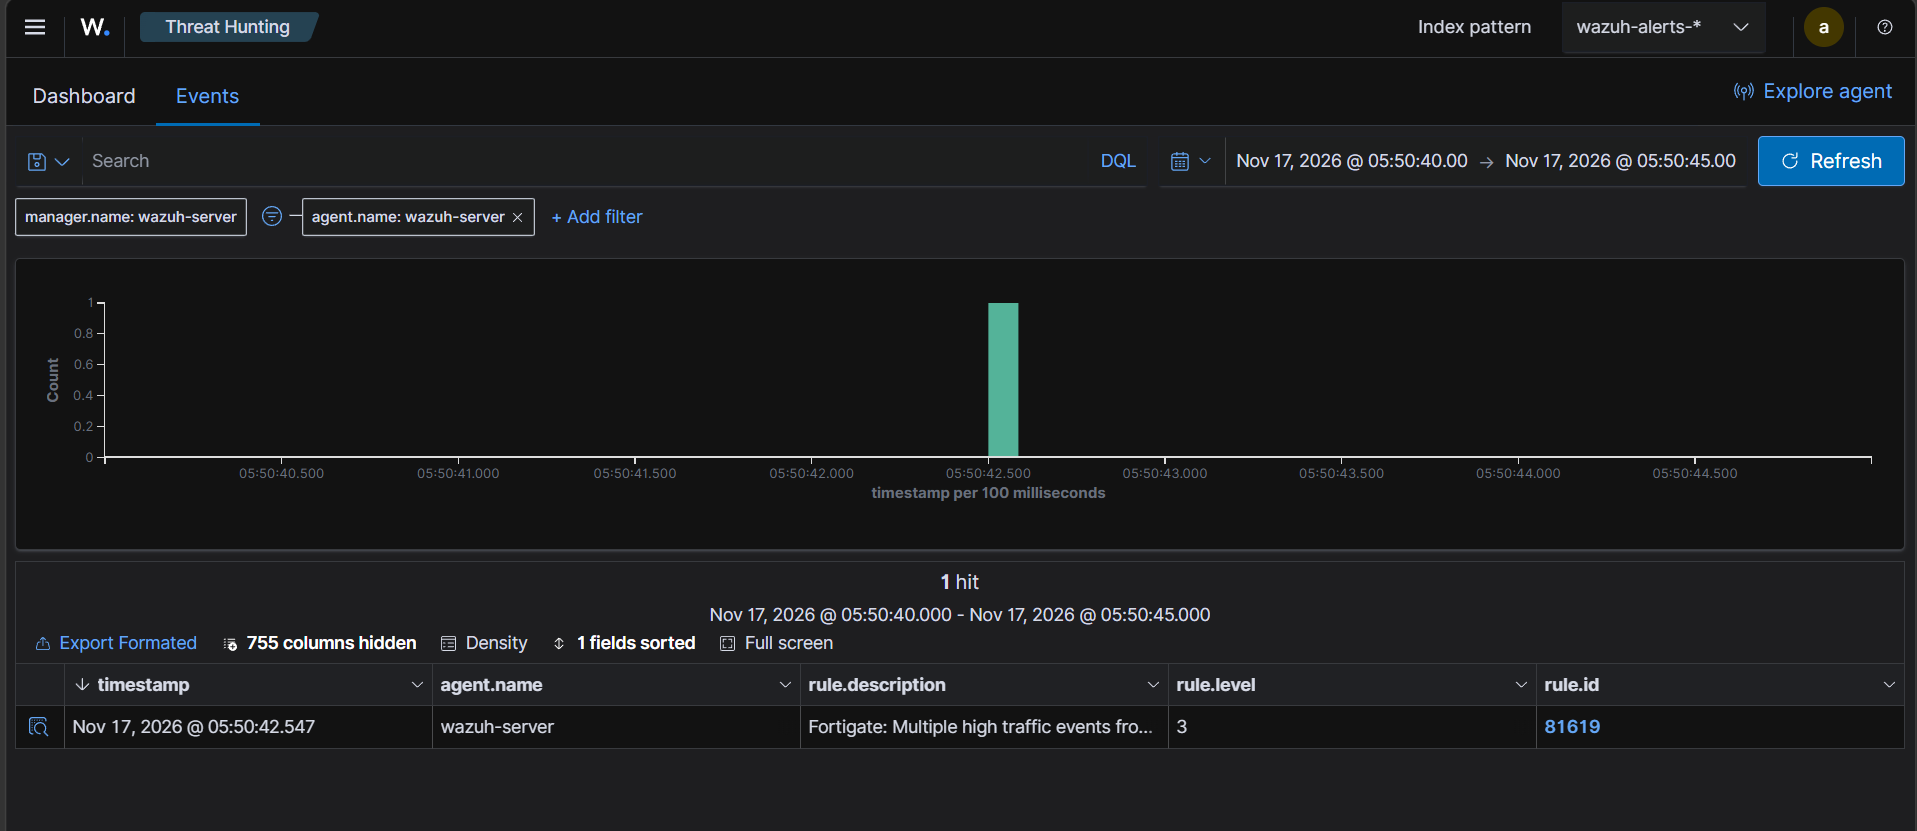 W. Threat Hunting Index pattern wazuh-alerts-* a
Dashboard Events Explore agent
Search DQL Nov 17, 2026 @ 05:50:40.00 → Nov 17, 2026 @ 05:50:45.00 Refresh
manager.name: wazuh-server agent.name: wazuh-server × + Add filter
Count
1
0.8
0.6
0.4
0.2
0
05:50:40.500 05:50:41.000 05:50:41.500 05:50:42.000 05:50:42.500 05:50:43.000 05:50:43.500 05:50:44.000 05:50:44.500
timestamp per 100 milliseconds
1 hit
Nov 17, 2026 @ 05:50:40.000 - Nov 17, 2026 @ 05:50:45.000
Export Formated 755 columns hidden Density 1 fields sorted Full screen
timestamp agent.name rule.description rule.level rule.id
Nov 17, 2026 @ 05:50:42.547 wazuh-server Fortigate: Multiple high traffic events fro... 3 81619